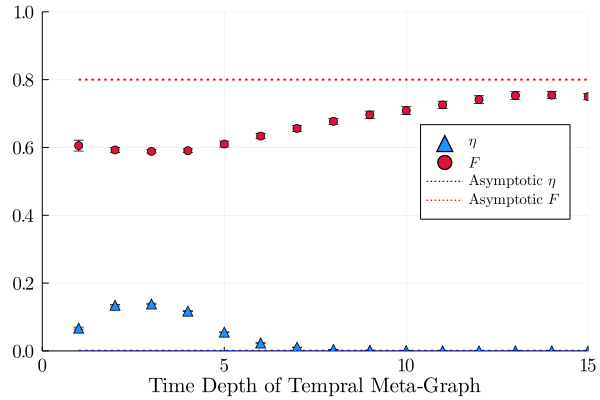 1.0
0.8
0.6
0.4
0.2
0.0
η
F
Asymptotic η
Asymptotic F
0 5 10 15
Time Depth of Tempral Meta-Graph